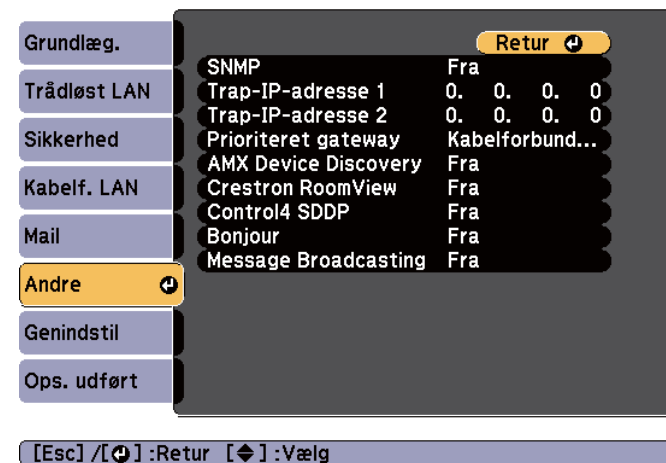 Grundlæg.
Trådløst LAN
Sikkerhed
Kabelf. LAN
Mail
Andre
Genindstil
Ops. udført
Retur
SNMP Fra
Trap-IP-adresse 1 0. 0. 0. 0
Trap-IP-adresse 2 0. 0. 0. 0
Prioriteret gateway Kabelforbund...
AMX Device Discovery Fra
Crestron RoomView Fra
Control4 SDDP Fra
Bonjour Fra
Message Broadcasting Fra
[Esc] /[⏎] :Retur [◆] :Vælg